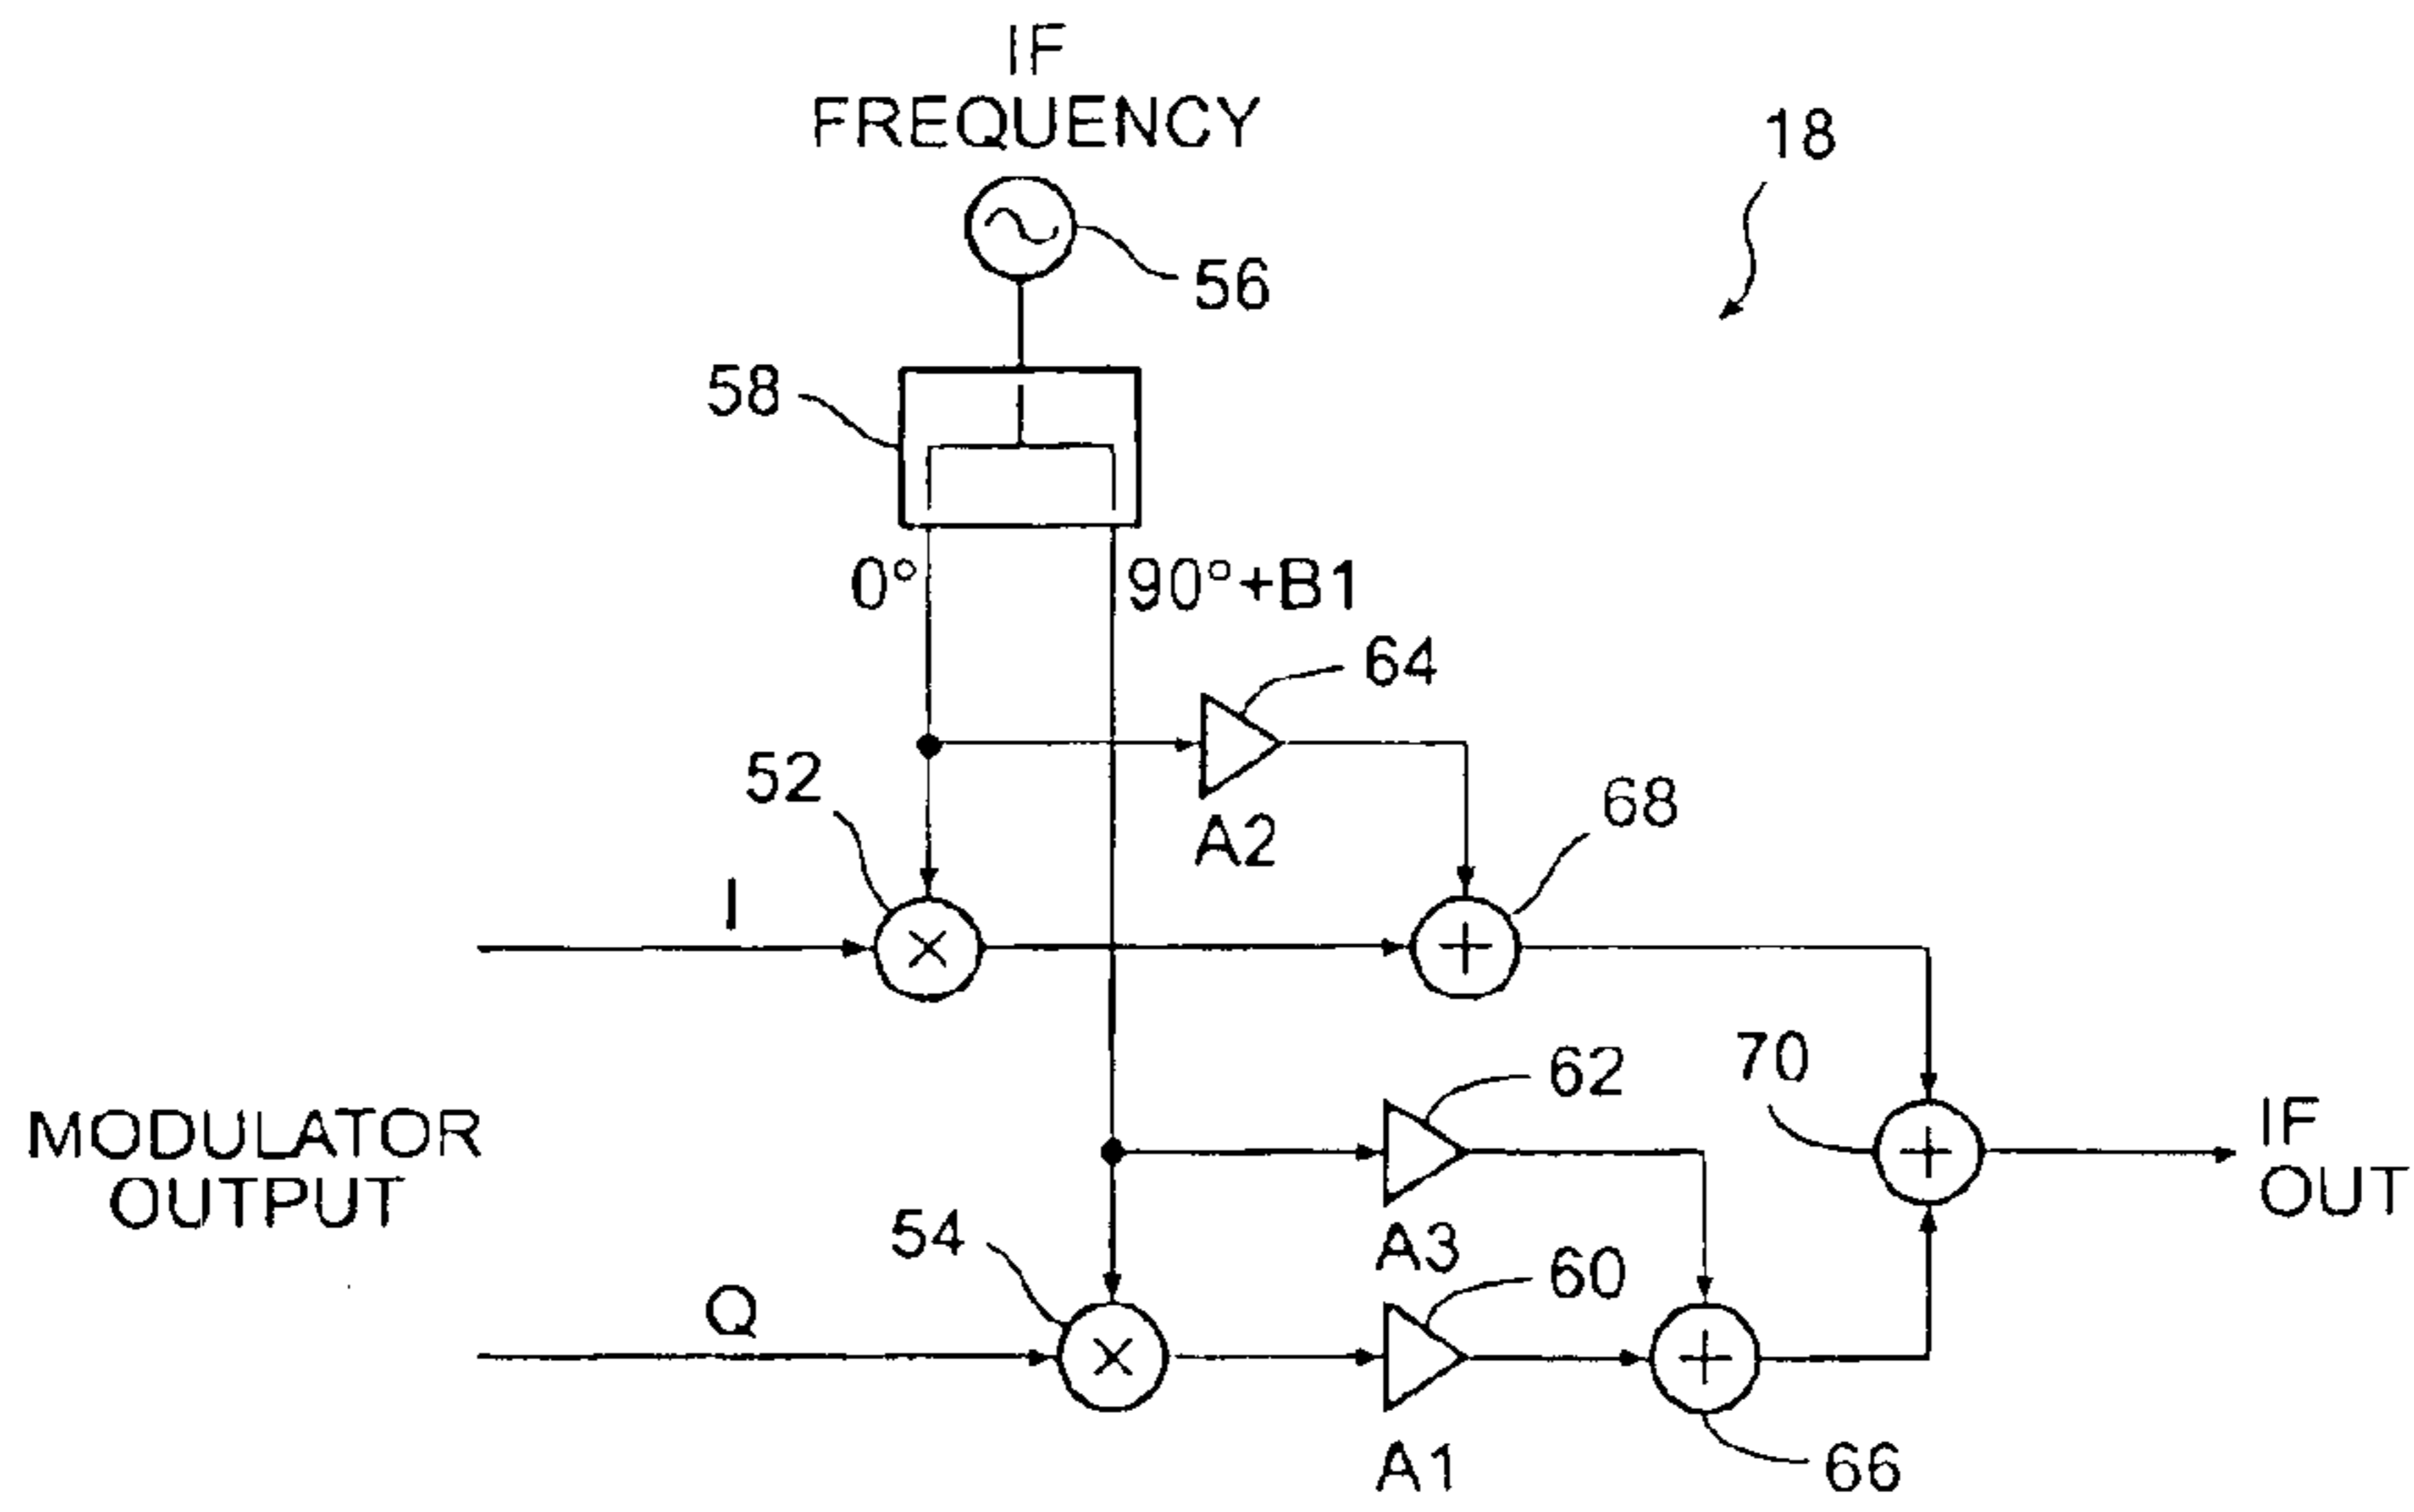 IF
FREQUENCY
18
56
58
0°
90°+B1
64
52
A2
68
I
62
70
MODULATOR
OUTPUT
IF
OUT
54
A3
60
Q
A1
66